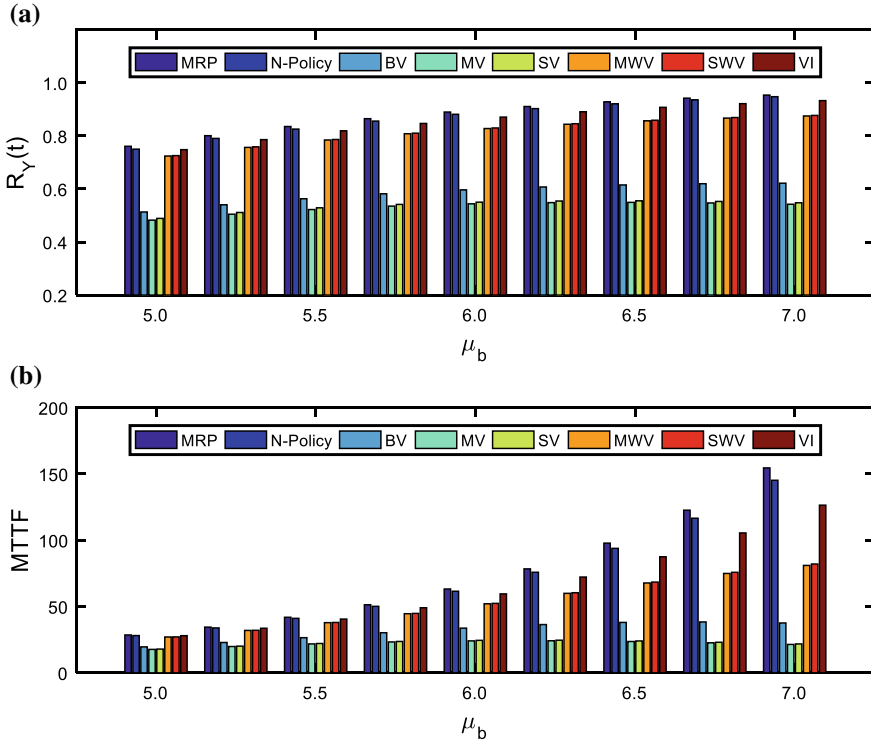 (a)
MRP N-Policy BV MV SV MWV SWV VI
1.0
0.8
0.6
0.4
0.2
R_Y(t)
5.0 5.5 6.0 6.5 7.0
μ_b
(b)
200
MRP N-Policy BV MV SV MWV SWV VI
150
100
50
0
MTTF
5.0 5.5 6.0 6.5 7.0
μ_b